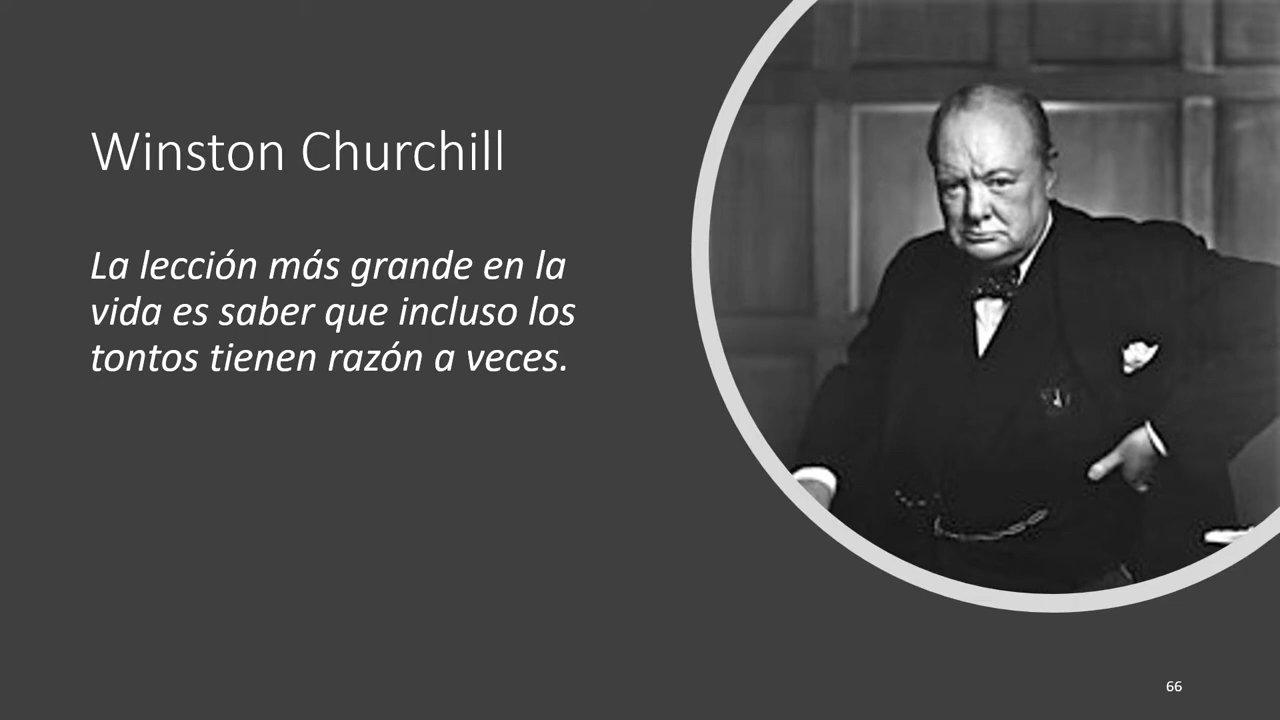 Winston Churchill
La lección más grande en la
vida es saber que incluso los
tontos tienen razón a veces.
66